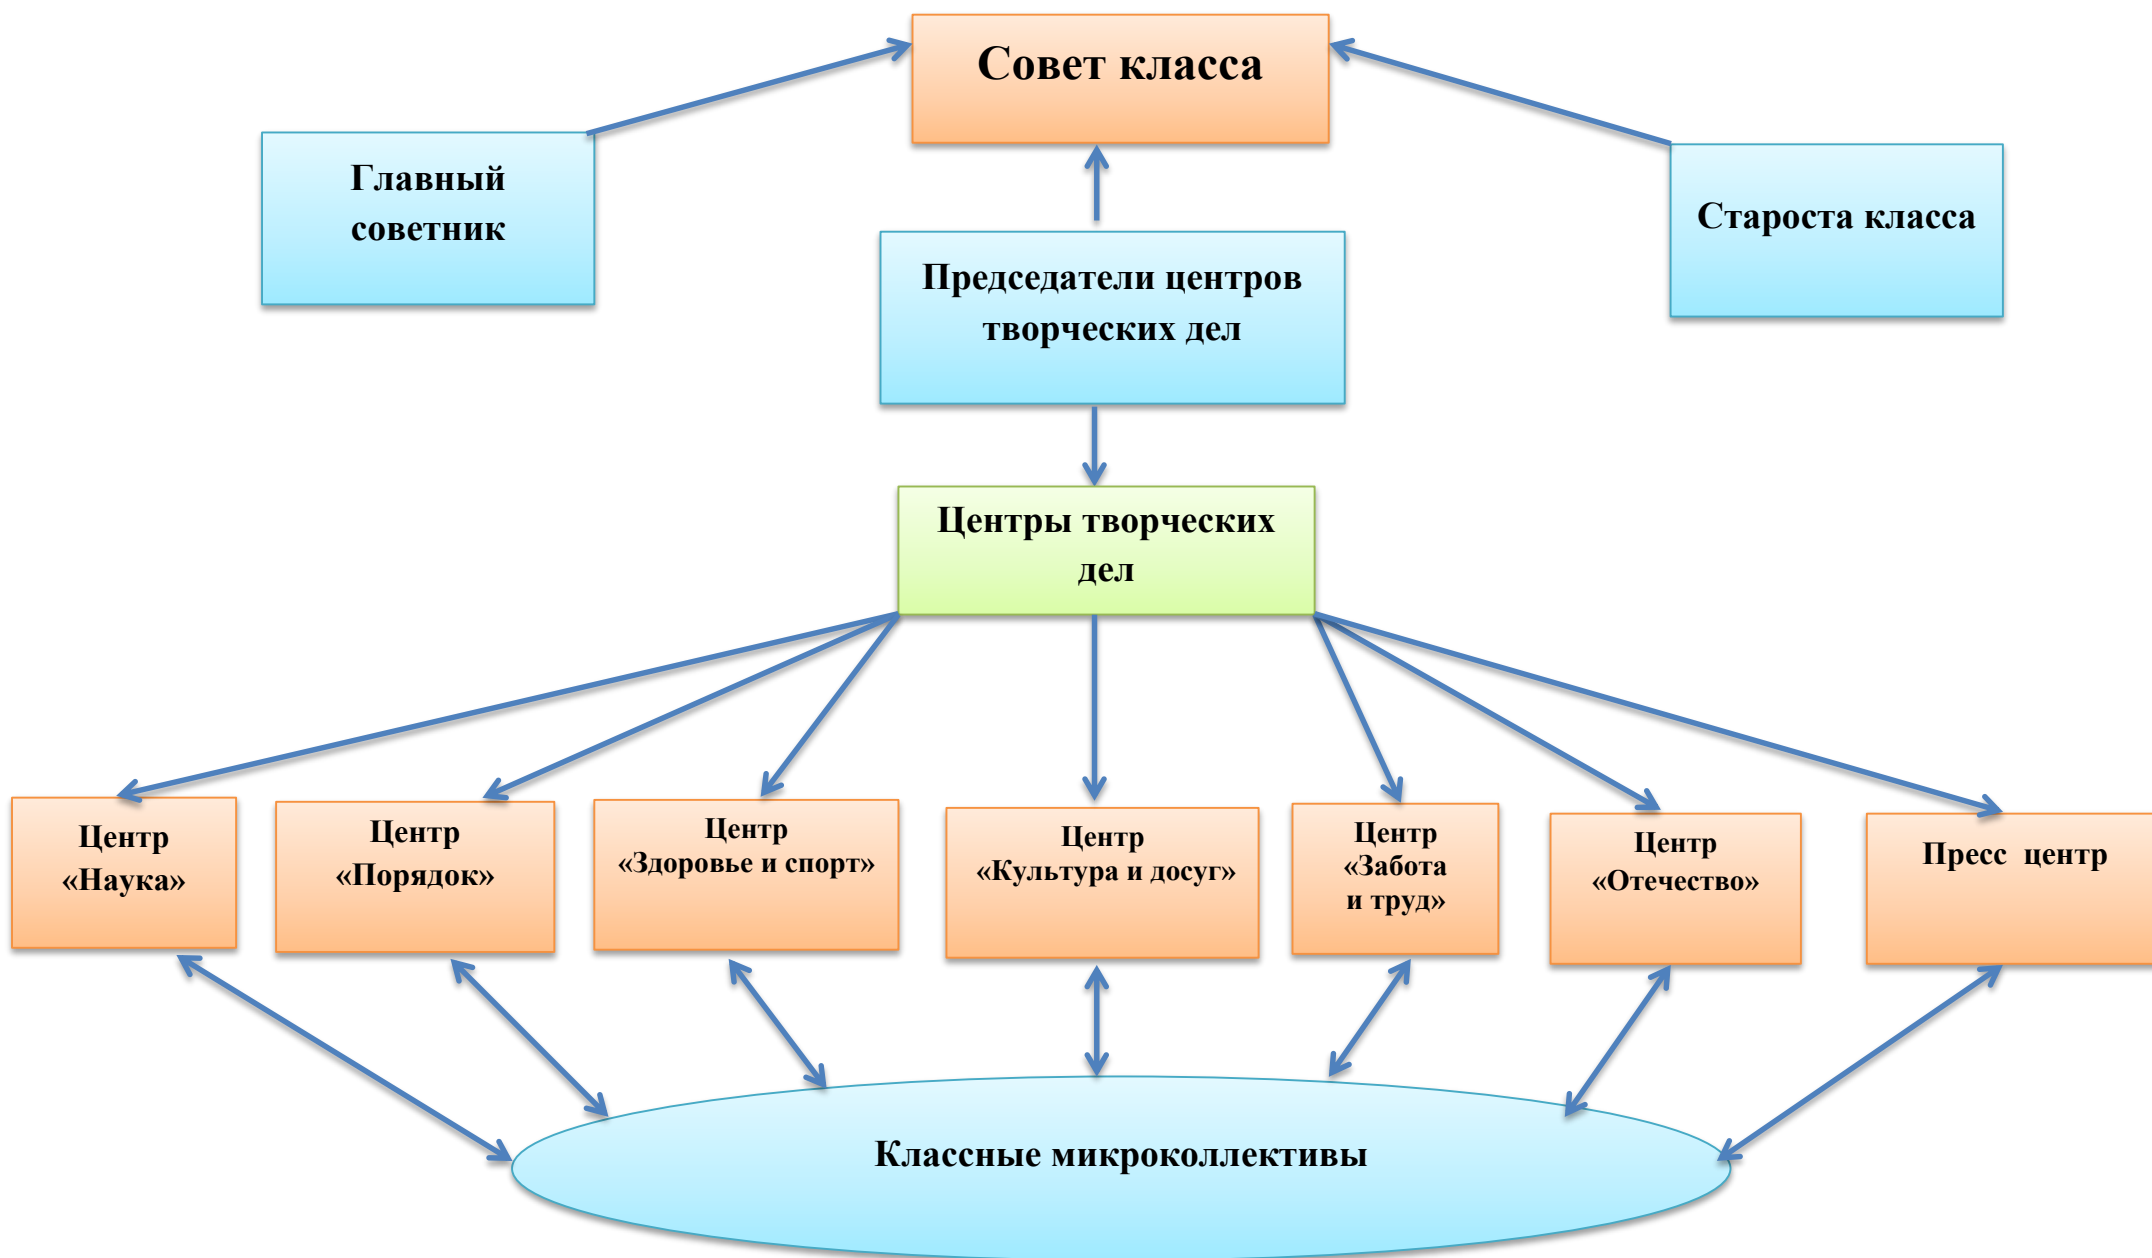 Совет класса
Главный
советник
Староста класса
Председатели центров
творческих дел
Центры творческих
дел
Центр
«Наука»
Центр
«Порядок»
Центр
«Здоровье и спорт»
Центр
«Культура и досуг»
Центр
«Забота
и труд»
Центр
«Отечество»
Пресс  центр
Классные микроколлективы